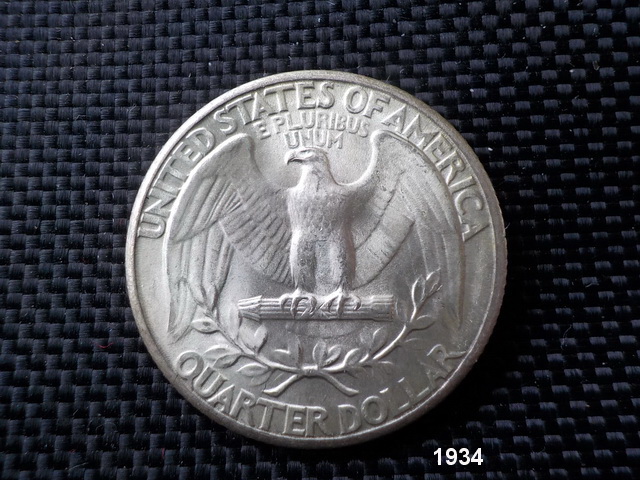 UNITED STATES OF AMERICA
E PLURIBUS
UNUM
QUARTER DOLLAR
1934